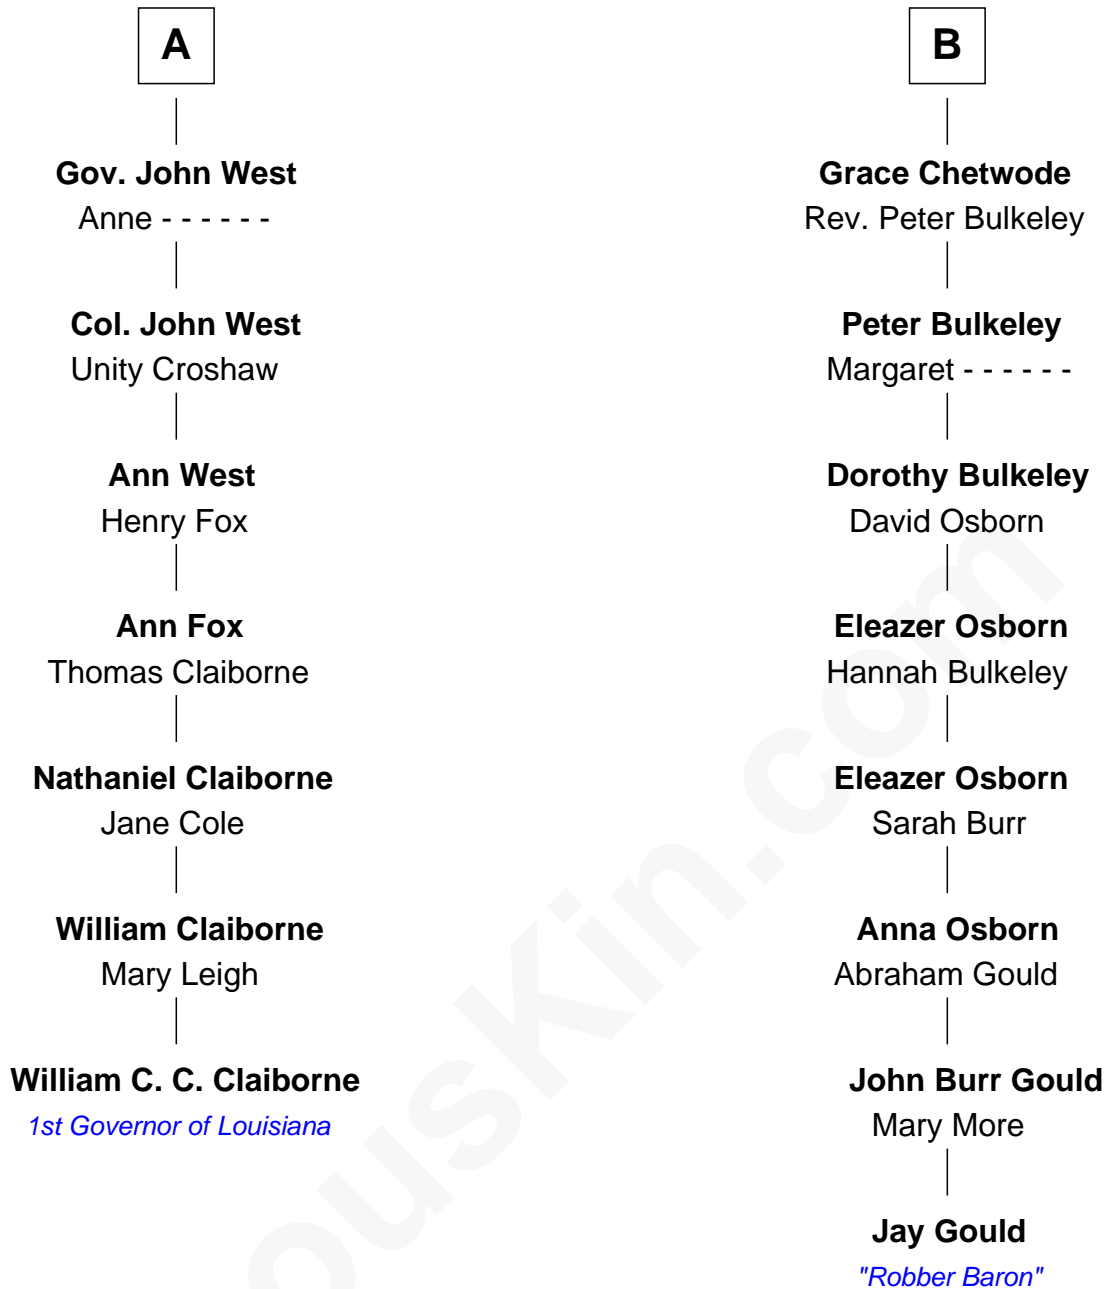 A
Gov. John West
Anne - - - - - -
Col. John West
Unity Croshaw
Ann West
Henry Fox
Ann Fox
Thomas Claiborne
Nathaniel Claiborne
Jane Cole
William Claiborne
Mary Leigh
William C. C. Claiborne
1st Governor of Louisiana
B
Grace Chetwode
Rev. Peter Bulkeley
Peter Bulkeley
Margaret - - - - - -
Dorothy Bulkeley
David Osborn
Eleazer Osborn
Hannah Bulkeley
Eleazer Osborn
Sarah Burr
Anna Osborn
Abraham Gould
John Burr Gould
Mary More
Jay Gould
"Robber Baron"
ousKin.com